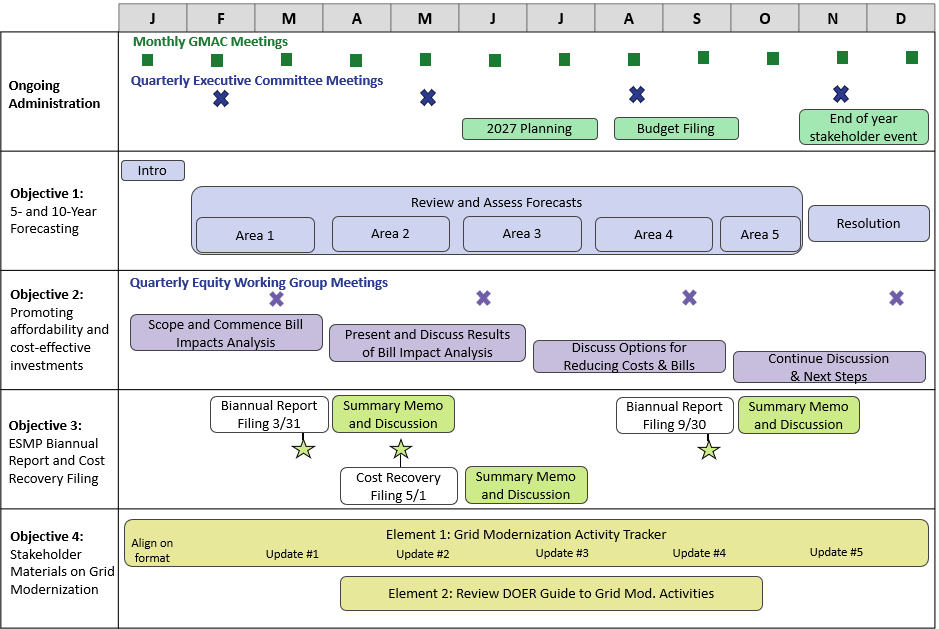 J F M A M J J A S O N D
Monthly GMAC Meetings
Quarterly Executive Committee Meetings
Ongoing
Administration
2027 Planning
Budget Filing
End of year
stakeholder event
Intro
Objective 1:
5- and 10-Year
Forecasting
Review and Assess Forecasts
Area 1
Area 2
Area 3
Area 4
Area 5
Resolution
Quarterly Equity Working Group Meetings
Objective 2:
Promoting
affordability and
cost-effective
investments
Scope and Commence Bill
Impacts Analysis
Present and Discuss Results
of Bill Impact Analysis
Discuss Options for
Reducing Costs & Bills
Continue Discussion
& Next Steps
Objective 3:
ESMP Biannual
Report and Cost
Recovery Filing
Biannual Report
Filing 3/31
Summary Memo
and Discussion
Biannual Report
Filing 9/30
Summary Memo
and Discussion
Cost Recovery
Filing 5/1
Summary Memo
and Discussion
Objective 4:
Stakeholder
Materials on Grid
Modernization
Element 1: Grid Modernization Activity Tracker
Align on
format
Update #1
Update #2
Update #3
Update #4
Update #5
Element 2: Review DOER Guide to Grid Mod. Activities